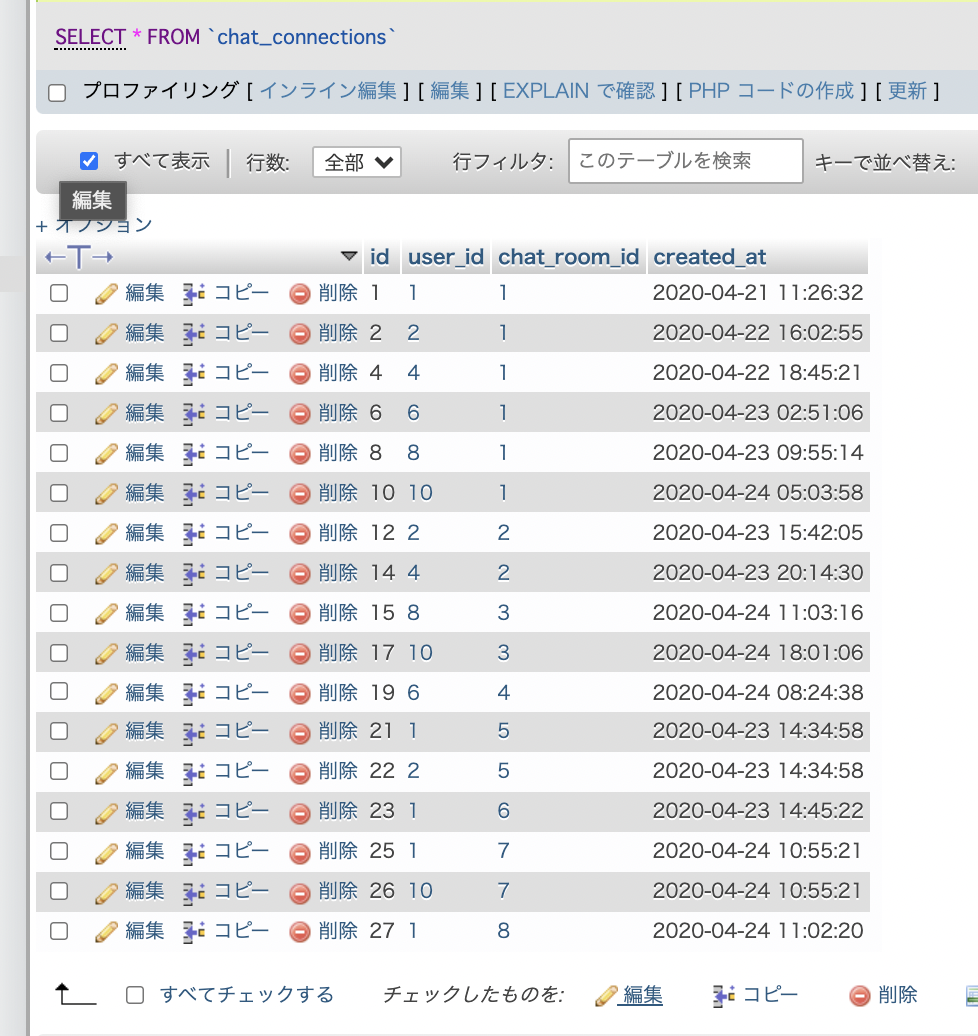 SELECT * FROM `chat_connections`
プロファイリング [ インライン編集 ] [ 編集 ] [ EXPLAIN で確認 ] [ PHP コードの作成 ] [ 更新 ]
すべて表示 行数: 全部 行フィルタ: このテーブルを検索 キーで並べ替え:
編集
+ オプション
←T→ id user_id chat_room_id created_at
編集 コピー 削除 1 1 1 2020-04-21 11:26:32
編集 コピー 削除 2 2 1 2020-04-22 16:02:55
編集 コピー 削除 4 4 1 2020-04-22 18:45:21
編集 コピー 削除 6 6 1 2020-04-23 02:51:06
編集 コピー 削除 8 8 1 2020-04-23 09:55:14
編集 コピー 削除 10 10 1 2020-04-24 05:03:58
編集 コピー 削除 12 2 2 2020-04-23 15:42:05
編集 コピー 削除 14 4 2 2020-04-23 20:14:30
編集 コピー 削除 15 8 3 2020-04-24 11:03:16
編集 コピー 削除 17 10 3 2020-04-24 18:01:06
編集 コピー 削除 19 6 4 2020-04-24 08:24:38
編集 コピー 削除 21 1 5 2020-04-23 14:34:58
編集 コピー 削除 22 2 5 2020-04-23 14:34:58
編集 コピー 削除 23 1 6 2020-04-23 14:45:22
編集 コピー 削除 25 1 7 2020-04-24 10:55:21
編集 コピー 削除 26 10 7 2020-04-24 10:55:21
編集 コピー 削除 27 1 8 2020-04-24 11:02:20
すべてチェックする チェックしたものを: 編集 コピー 削除